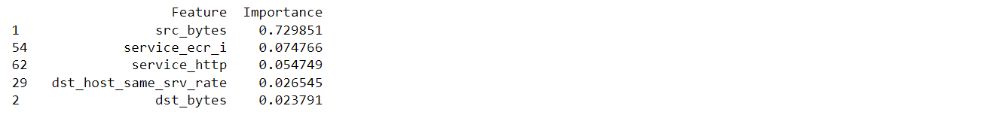 Feature Importance
1 src_bytes 0.729851
54 service_ecr_i 0.074766
62 service_http 0.054749
29 dst_host_same_srv_rate 0.026545
2 dst_bytes 0.023791